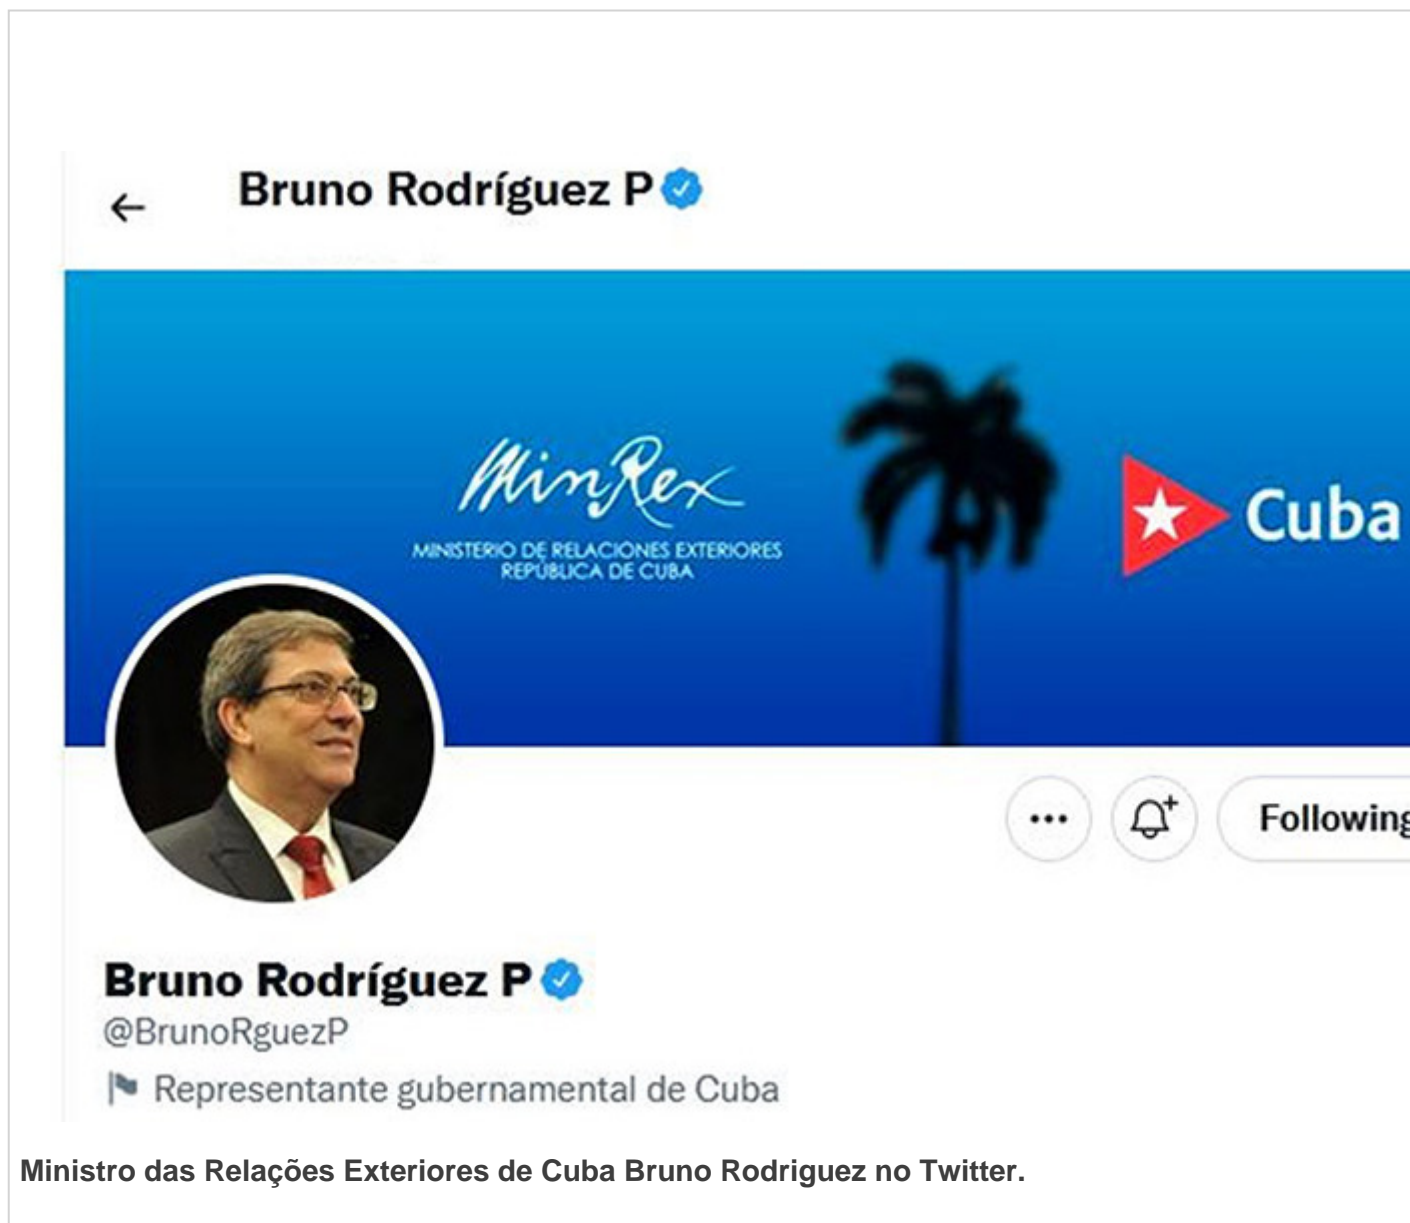 Bruno Rodríguez P
MinRex
MINISTERIO DE RELACIONES EXTERIORES
REPÚBLICA DE CUBA
Cuba
Following
Bruno Rodríguez P
@BrunoRguezP
Representante gubernamental de Cuba
Ministro das Relações Exteriores de Cuba Bruno Rodriguez no Twitter.